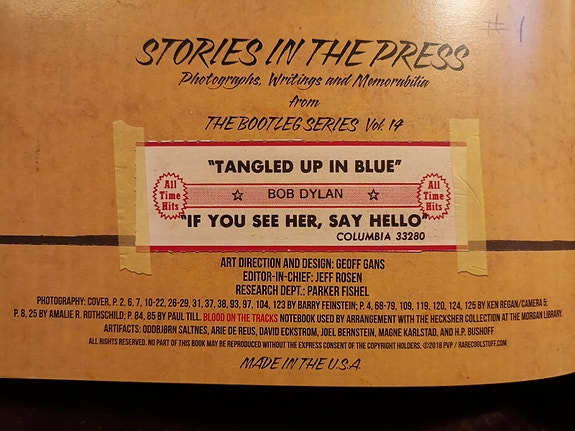 # 1
STORIES IN THE PRESS
Photographs, Writings and Memorabilia
from
THE BOOTLEG SERIES Vol. 14
"TANGLED UP IN BLUE"
All Time Hits ☆ BOB DYLAN ☆ All Time Hits
"IF YOU SEE HER, SAY HELLO"
COLUMBIA 33280
ART DIRECTION AND DESIGN: GEOFF GANS
EDITOR-IN-CHIEF: JEFF ROSEN
RESEARCH DEPT.: PARKER FISHEL
PHOTOGRAPHY: COVER, P. 2, 6, 7, 10-22, 26-29, 31, 37, 38, 93, 97, 104, 123 BY BARRY FEINSTEIN; P. 4, 68-79, 109, 119, 120, 124, 125 BY KEN REGAN/CAMERA 5;
P. 8, 25 BY AMALIE R. ROTHSCHILD; P. 84, 85 BY PAUL TILL. BLOOD ON THE TRACKS NOTEBOOK USED BY ARRANGEMENT WITH THE HECKSHER COLLECTION AT THE MORGAN LIBRARY.
ARTIFACTS: ODDBJØRN SALTNES, ARIE DE REUS, DAVID ECKSTROM, JOEL BERNSTEIN, MAGNE KARLSTAD, AND H.P. BUSHOFF
ALL RIGHTS RESERVED. NO PART OF THIS BOOK MAY BE REPRODUCED WITHOUT THE EXPRESS CONSENT OF THE COPYRIGHT HOLDERS. ©2018 PVP / RARECOOLSTUFF.COM
MADE IN THE U.S.A.